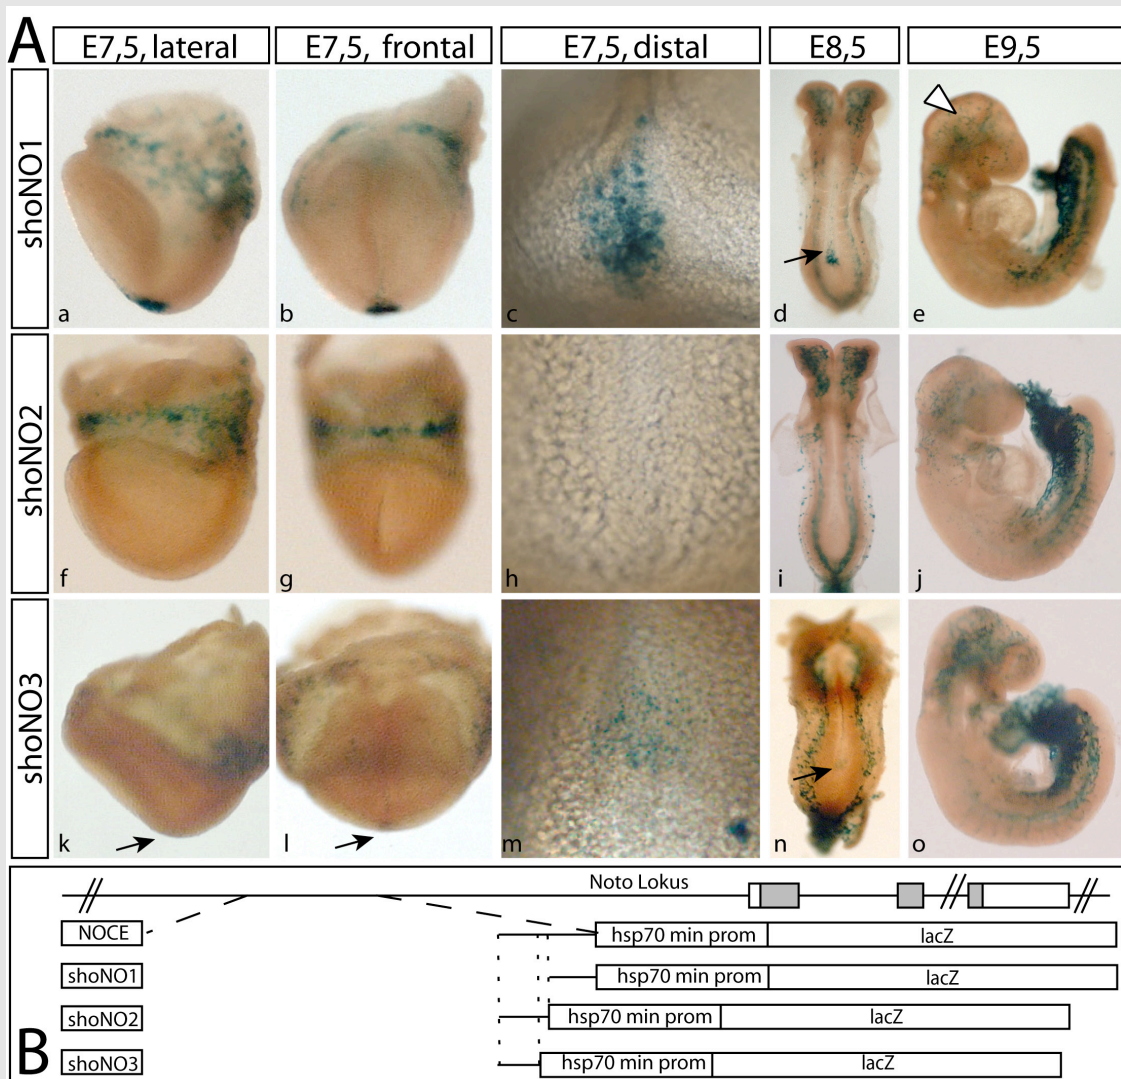 A
E7,5, lateral
E7,5, frontal
E7,5, distal
E8,5
E9,5
shoNO1
a
b
c
d
e
shoNO2
f
g
h
i
j
shoNO3
k
l
m
n
o
Noto Lokus
NOCE
hsp70 min prom
lacZ
shoNO1
hsp70 min prom
lacZ
shoNO2
hsp70 min prom
lacZ
B
shoNO3
hsp70 min prom
lacZ